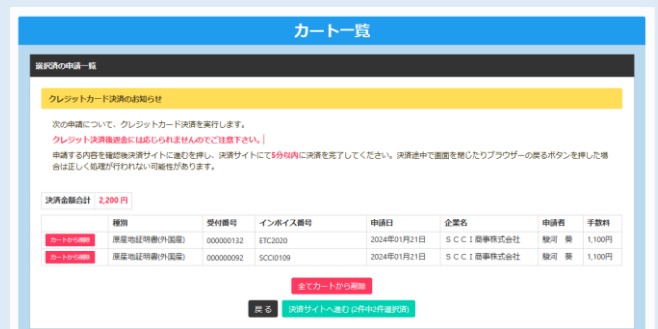 カート一覧
選択済の申請一覧
クレジットカード決済のお知らせ
次の申請について、クレジットカード決済を実行します。
クレジット決済後返金には応じられませんのでご注意下さい。
申請する内容を確認後決済サイトに進むを押し、決済サイトにて5分以内に決済を完了してください。決済途中で画面を閉じたりブラウザーの戻るボタンを押した場
合は正しく処理が行われない可能性があります。
決済金額合計 2,200 円
種別 受付番号 インボイス番号 申請日 企業名 申請者 手数料
カートから削除 原産地証明書(外国産) 000000132 ETC2020 2024年01月21日 ＳＣＣＩ商事株式会社 駿河 葵 1,100円
カートから削除 原産地証明書(外国産) 000000092 SCCI0109 2024年01月21日 ＳＣＣＩ商事株式会社 駿河 葵 1,100円
全てカートから削除
戻る 決済サイトへ進む (2件中2件選択済)